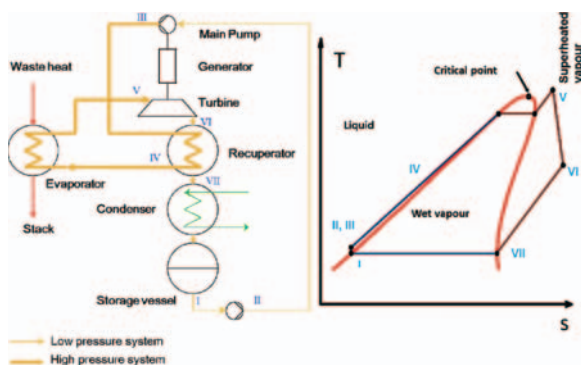 III
Main Pump
Waste heat
Generator
V
Turbine
VI
IV
Recuperator
Evaporator
VII
Condenser
Stack
Storage vessel
I
II
Low pressure system
High pressure system
T
Superheated
vapour
Critical point
V
Liquid
IV
VI
II, III
Wet vapour
I
VII
S